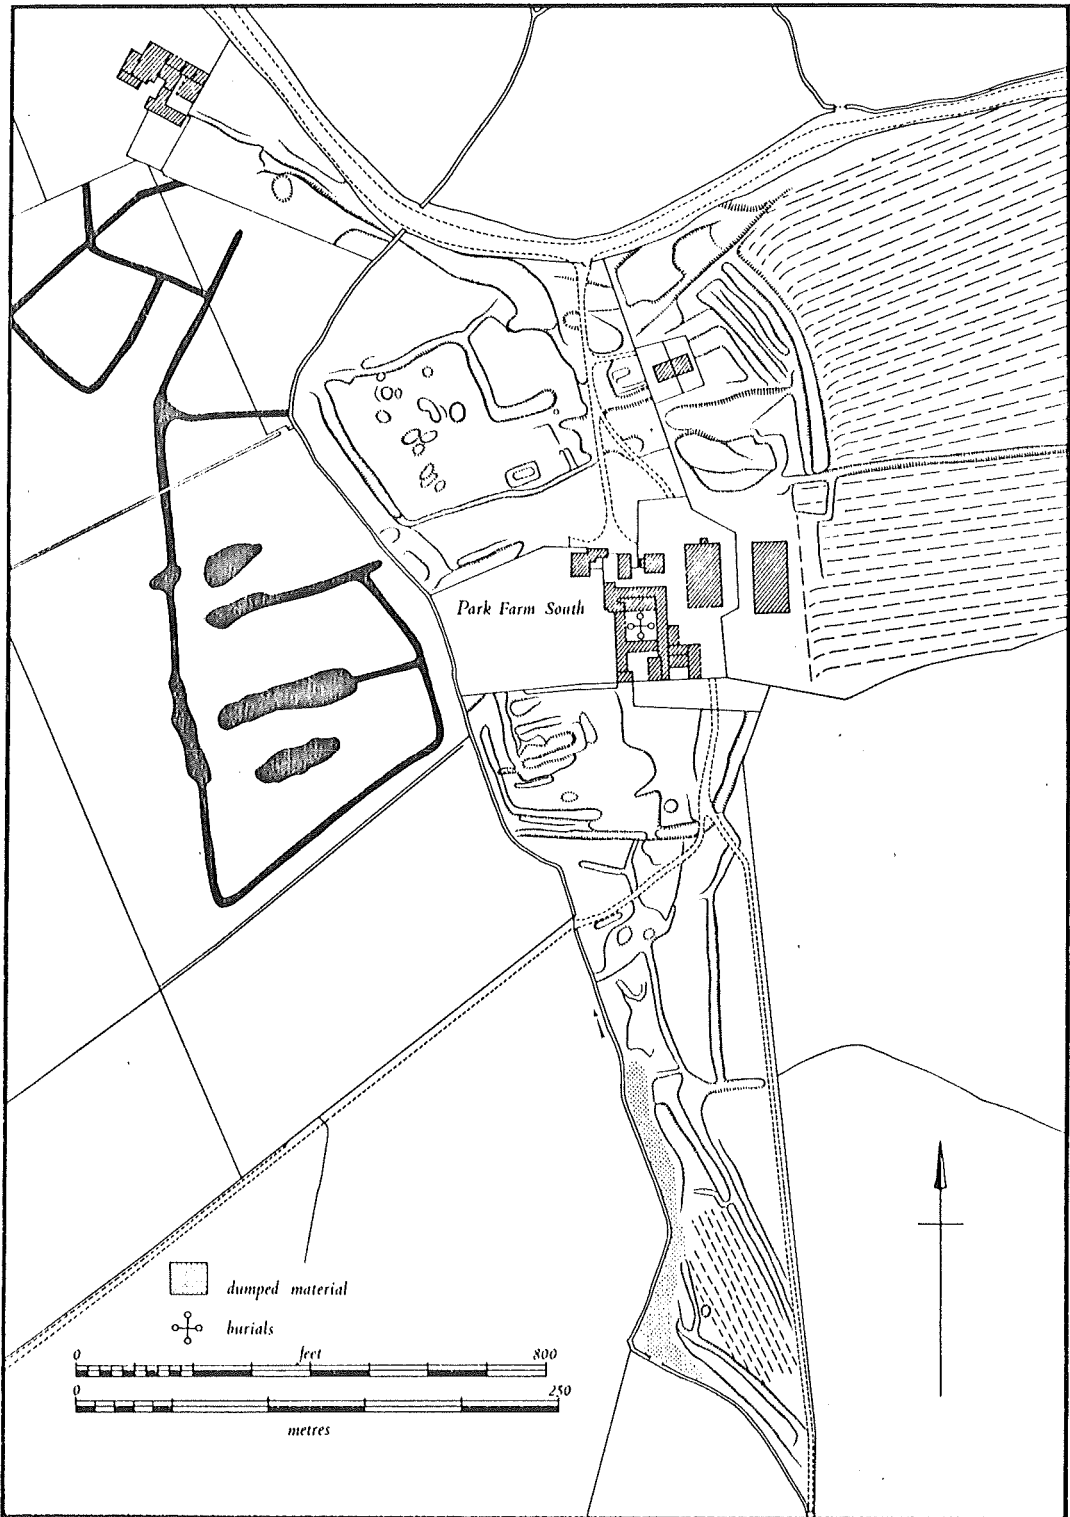 Park Farm South
dumped material
burials
0 feet 800
0 250
metres